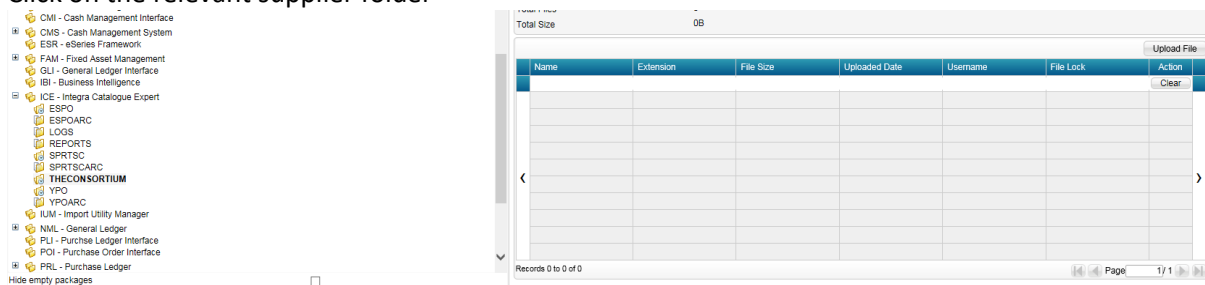 Click on the relevant supplier folder
CMI - Cash Management Interface
CMS - Cash Management System
ESR - eSeries Framework
FAM - Fixed Asset Management
GLI - General Ledger Interface
IBI - Business Intelligence
ICE - Integra Catalogue Expert
ESPO
ESPOARC
LOGS
REPORTS
SPRTSC
SPRTSCARC
THECONSORTIUM
YPO
YPOARC
IUM - Import Utility Manager
NML - General Ledger
PLI - Purchse Ledger Interface
POI - Purchase Order Interface
PRL - Purchase Ledger
Hide empty packages
Total Files
Total Size 0B
Upload File
Name Extension File Size Uploaded Date Username File Lock Action
Clear
Records 0 to 0 of 0 Page 1/ 1